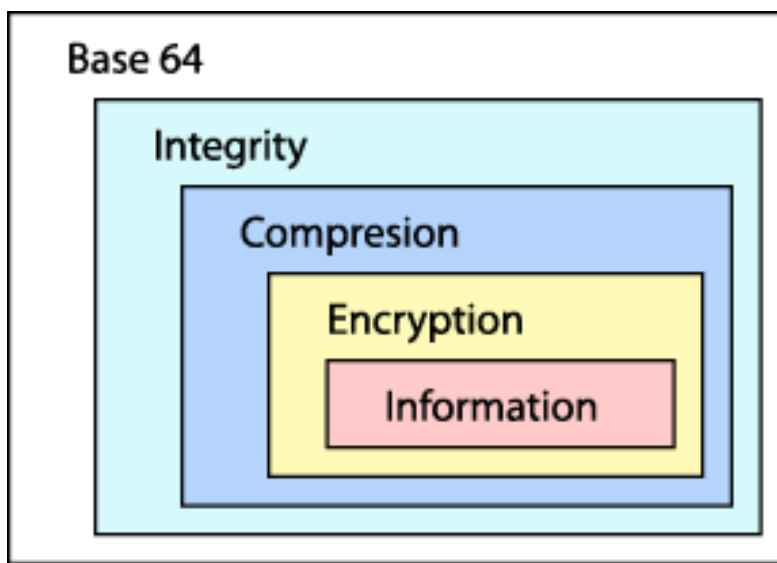 Base 64
Integrity
Compresion
Encryption
Information